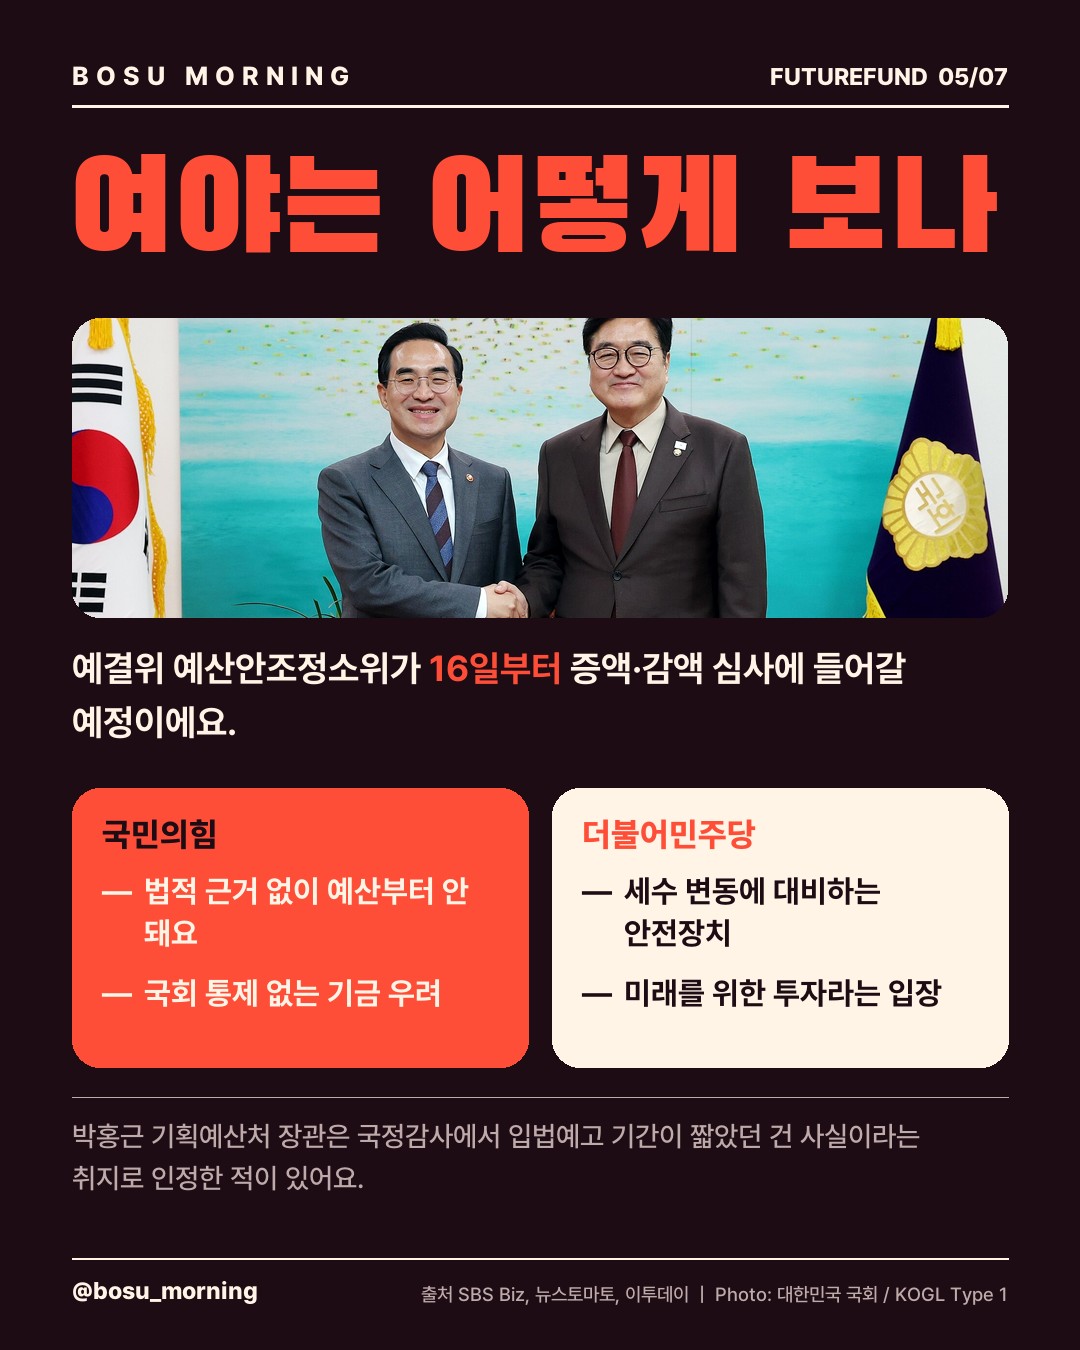 BOSU MORNING
FUTUREFUND 05/07
여야는 어떻게 보나
국회
예결위 예산안조정소위가 16일부터 증액·감액 심사에 들어갈
예정이에요.
국민의힘
— 법적 근거 없이 예산부터 안
돼요
— 국회 통제 없는 기금 우려
더불어민주당
— 세수 변동에 대비하는
안전장치
— 미래를 위한 투자라는 입장
박홍근 기획예산처 장관은 국정감사에서 입법예고 기간이 짧았던 건 사실이라는
취지로 인정한 적이 있어요.
@bosu_morning
출처 SBS Biz, 뉴스토마토, 이투데이 | Photo: 대한민국 국회 / KOGL Type 1